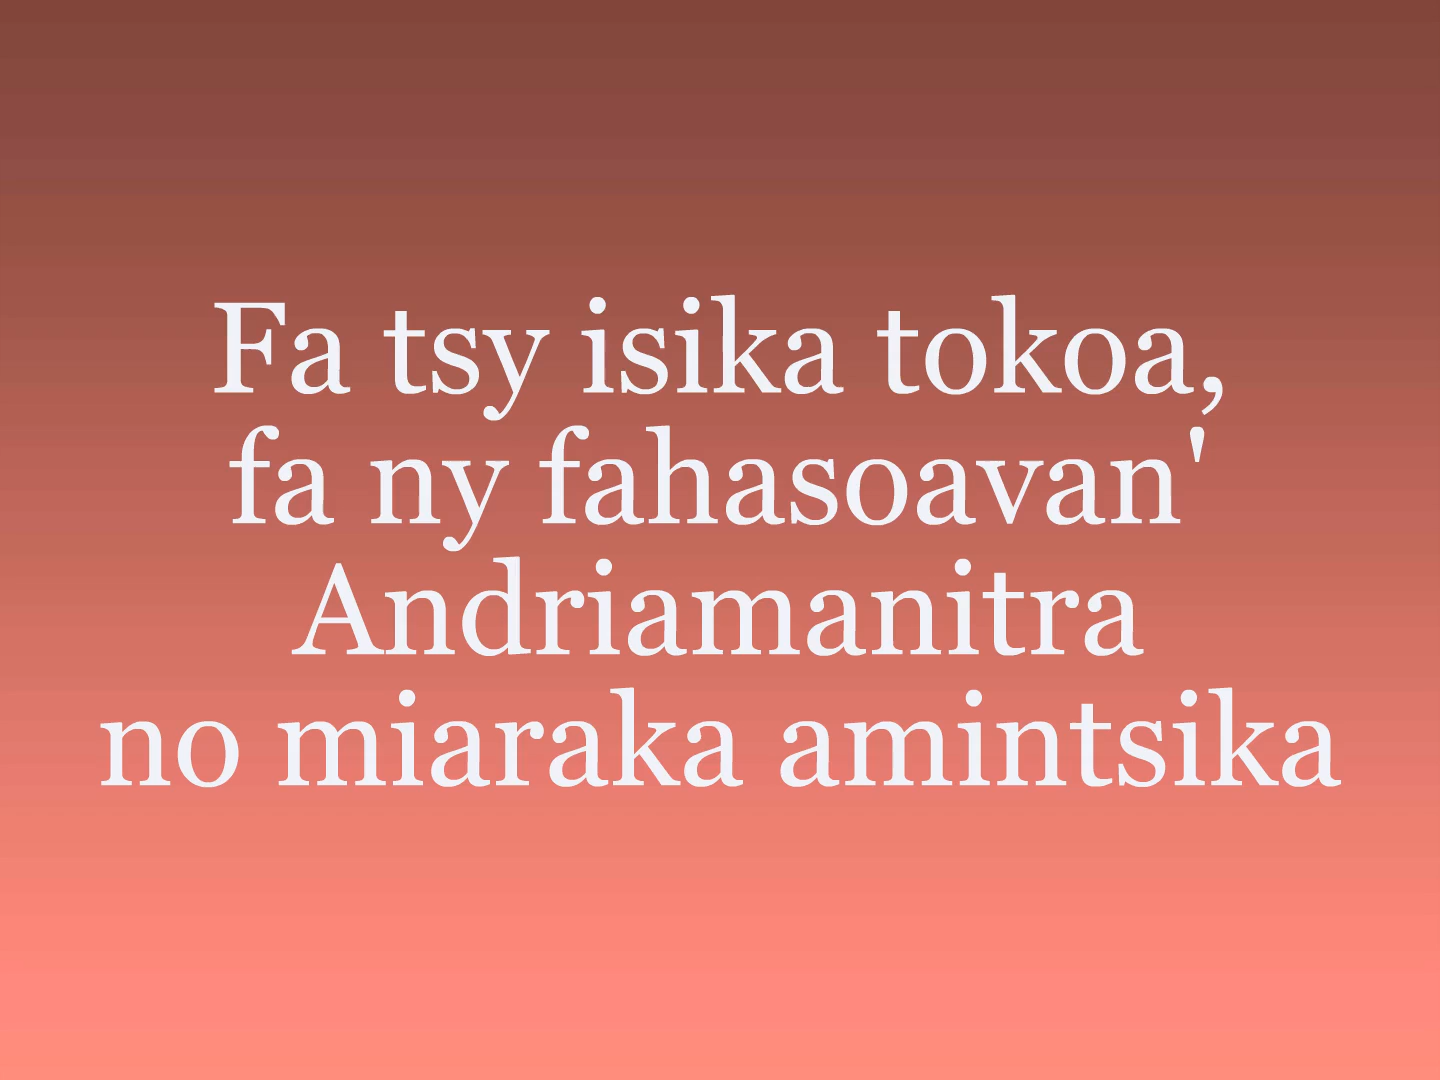 Fa tsy isika tokoa,
fa ny fahasoavan'
Andriamanitra
no miaraka amintsika